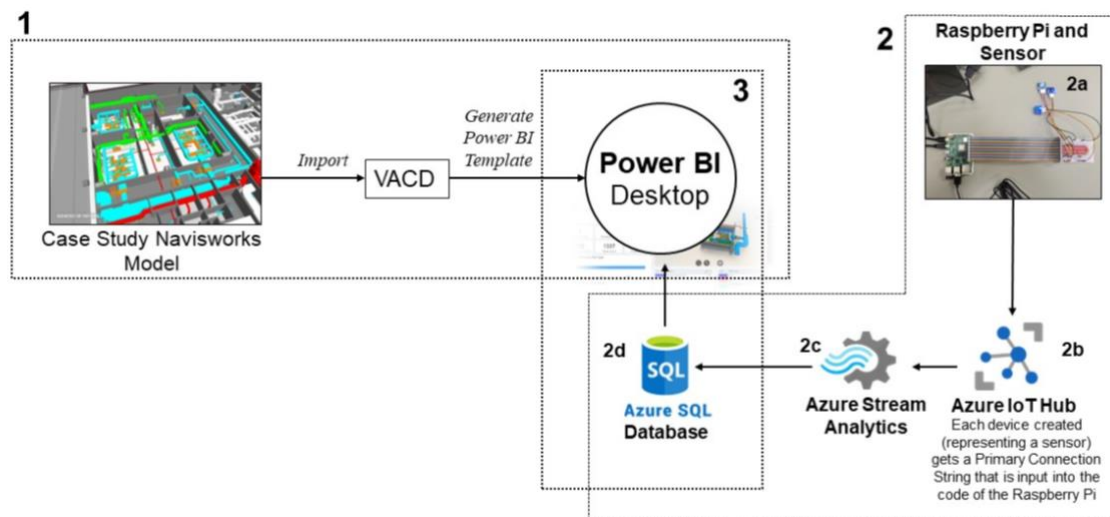 1
Case Study Navisworks
Model
Import
VACD
Generate
Power BI
Template
3
Power BI
Desktop
2
Raspberry Pi and
Sensor
2a
2b
Azure IoT Hub
Each device created
(representing a sensor)
gets a Primary Connection
String that is input into the
code of the Raspberry Pi
2c
Azure Stream
Analytics
2d
SQL
Azure SQL
Database